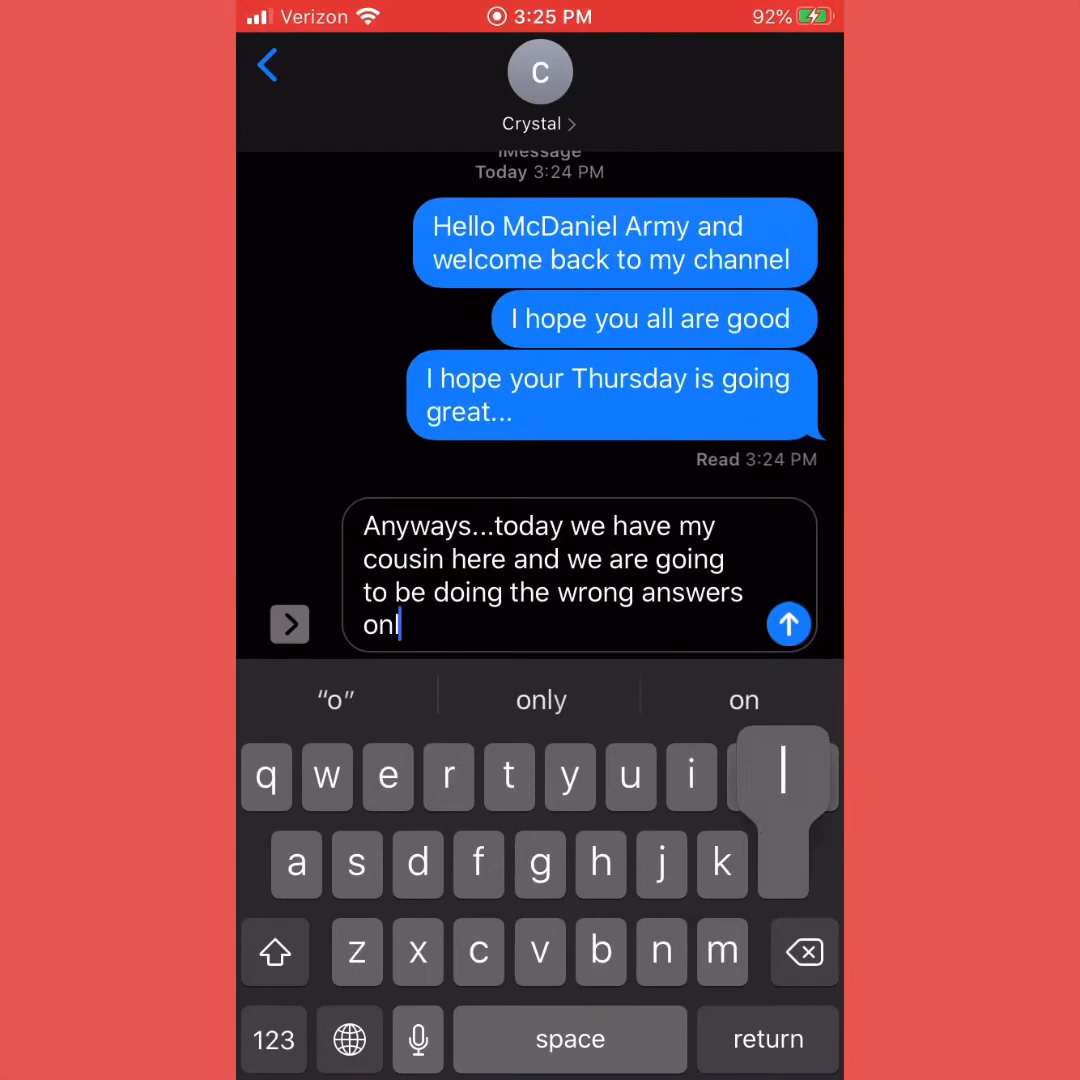 Verizon 3:25 PM 92%
C
Crystal >
iMessage
Today 3:24 PM
Hello McDaniel Army and
welcome back to my channel
I hope you all are good
I hope your Thursday is going
great...
Read 3:24 PM
Anyways...today we have my
cousin here and we are going
to be doing the wrong answers
onl
“o” only on
q w e r t y u i l
a s d f g h j k
z x c v b n m
123 space return